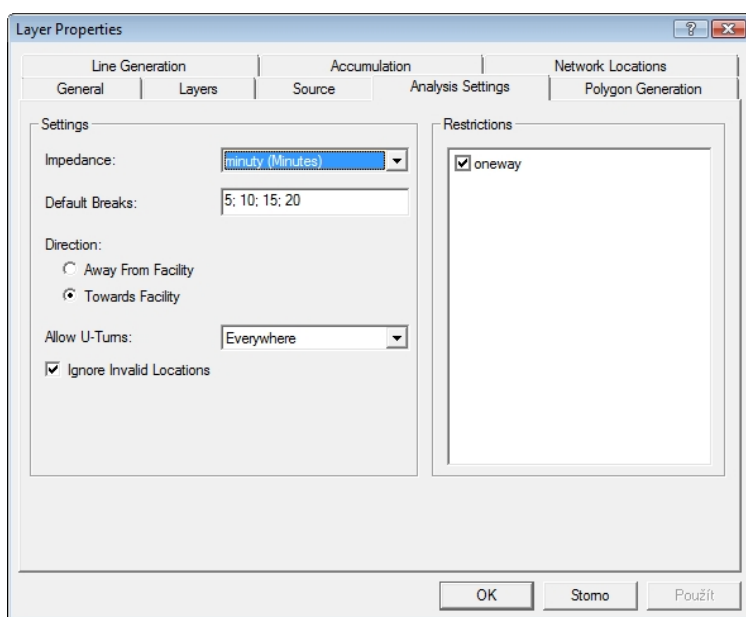 Layer Properties
Line Generation Accumulation Network Locations
General Layers Source Analysis Settings Polygon Generation
Settings
Impedance: minuty (Minutes)
Default Breaks: 5; 10; 15; 20
Direction:
Away From Facility
Towards Facility
Allow U-Turns: Everywhere
Ignore Invalid Locations
Restrictions
oneway
OK Storno Použít